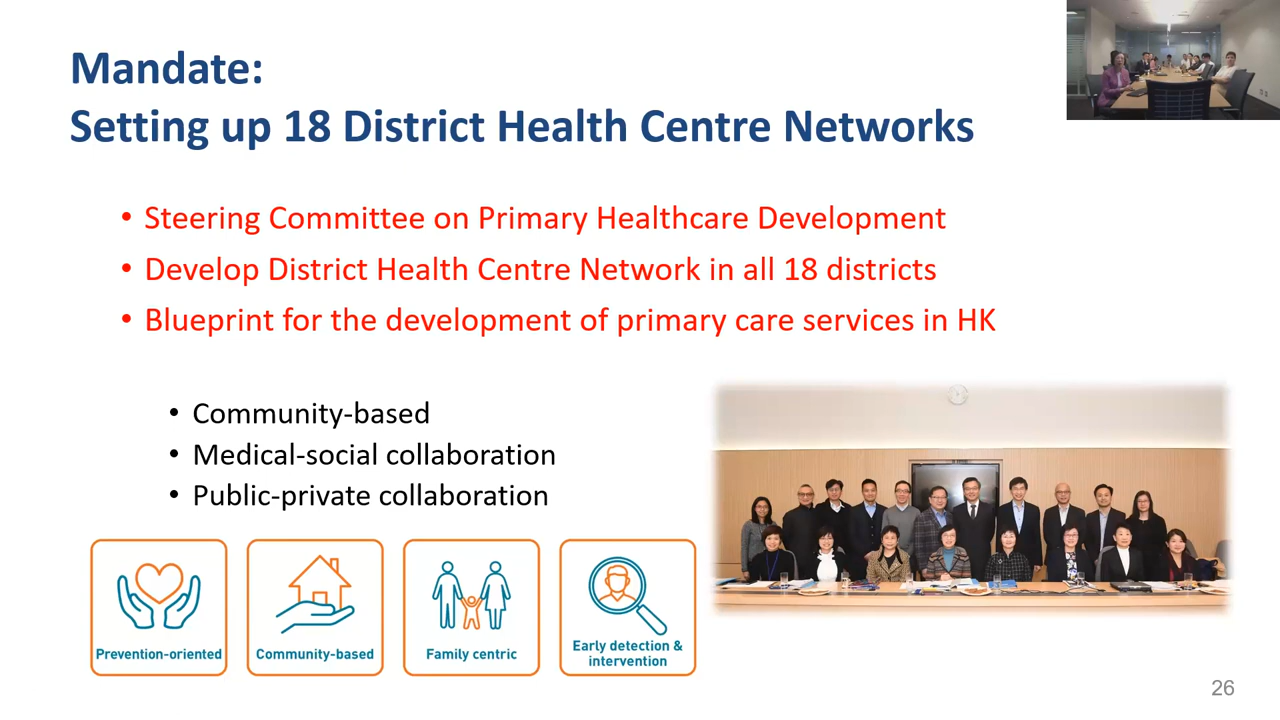 Mandate:
Setting up 18 District Health Centre Networks
• Steering Committee on Primary Healthcare Development
• Develop District Health Centre Network in all 18 districts
• Blueprint for the development of primary care services in HK
• Community-based
• Medical-social collaboration
• Public-private collaboration
Prevention-oriented
Community-based
Family centric
Early detection &
intervention
26